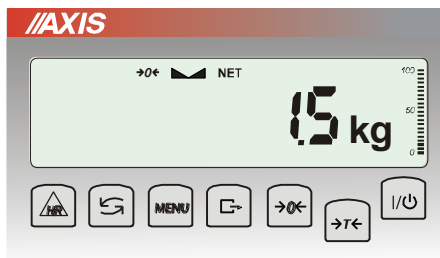 //AXIS
→0← NET
100
1.5 kg
50
0
HR MENU →0← →T← I/⏻